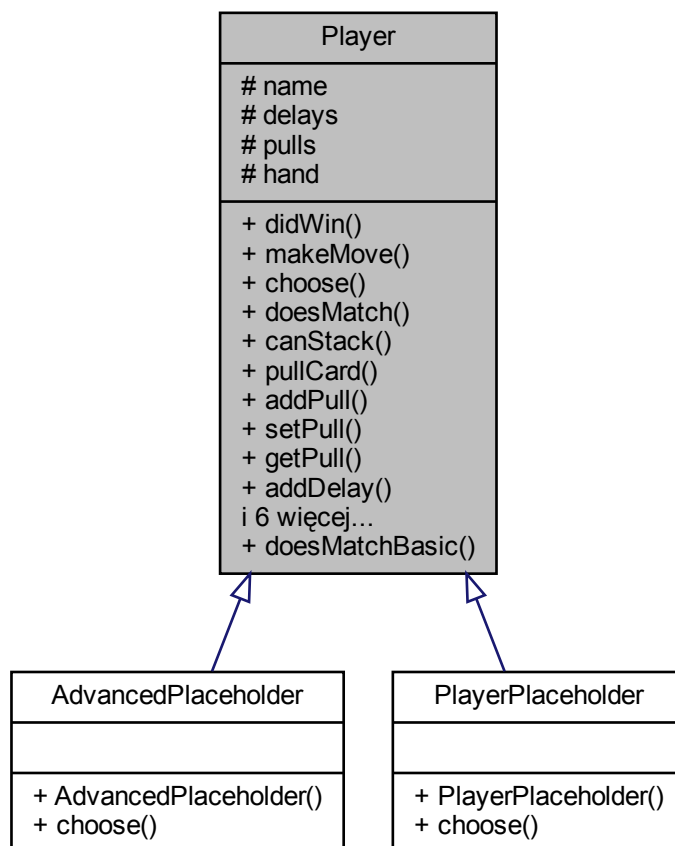 Player
# name
# delays
# pulls
# hand
+ didWin()
+ makeMove()
+ choose()
+ doesMatch()
+ canStack()
+ pullCard()
+ addPull()
+ setPull()
+ getPull()
+ addDelay()
i 6 więcej...
+ doesMatchBasic()
AdvancedPlaceholder
+ AdvancedPlaceholder()
+ choose()
PlayerPlaceholder
+ PlayerPlaceholder()
+ choose()